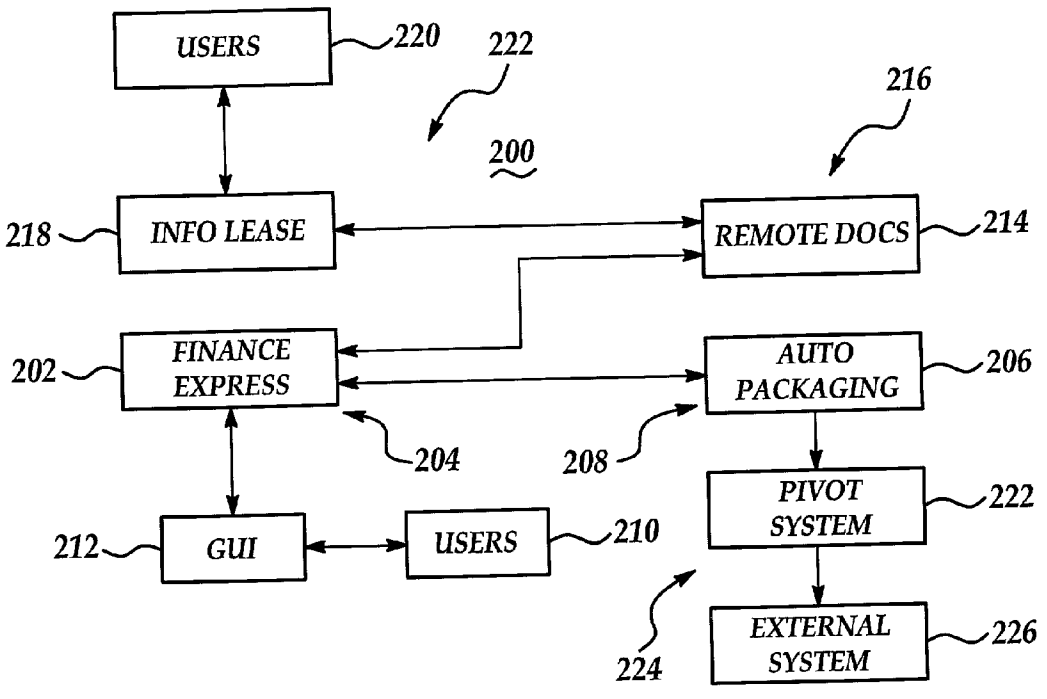 USERS
220
222
216
200
218
INFO LEASE
REMOTE DOCS
214
202
FINANCE
EXPRESS
AUTO
PACKAGING
206
204
208
PIVOT
SYSTEM
222
212
GUI
USERS
210
224
EXTERNAL
SYSTEM
226